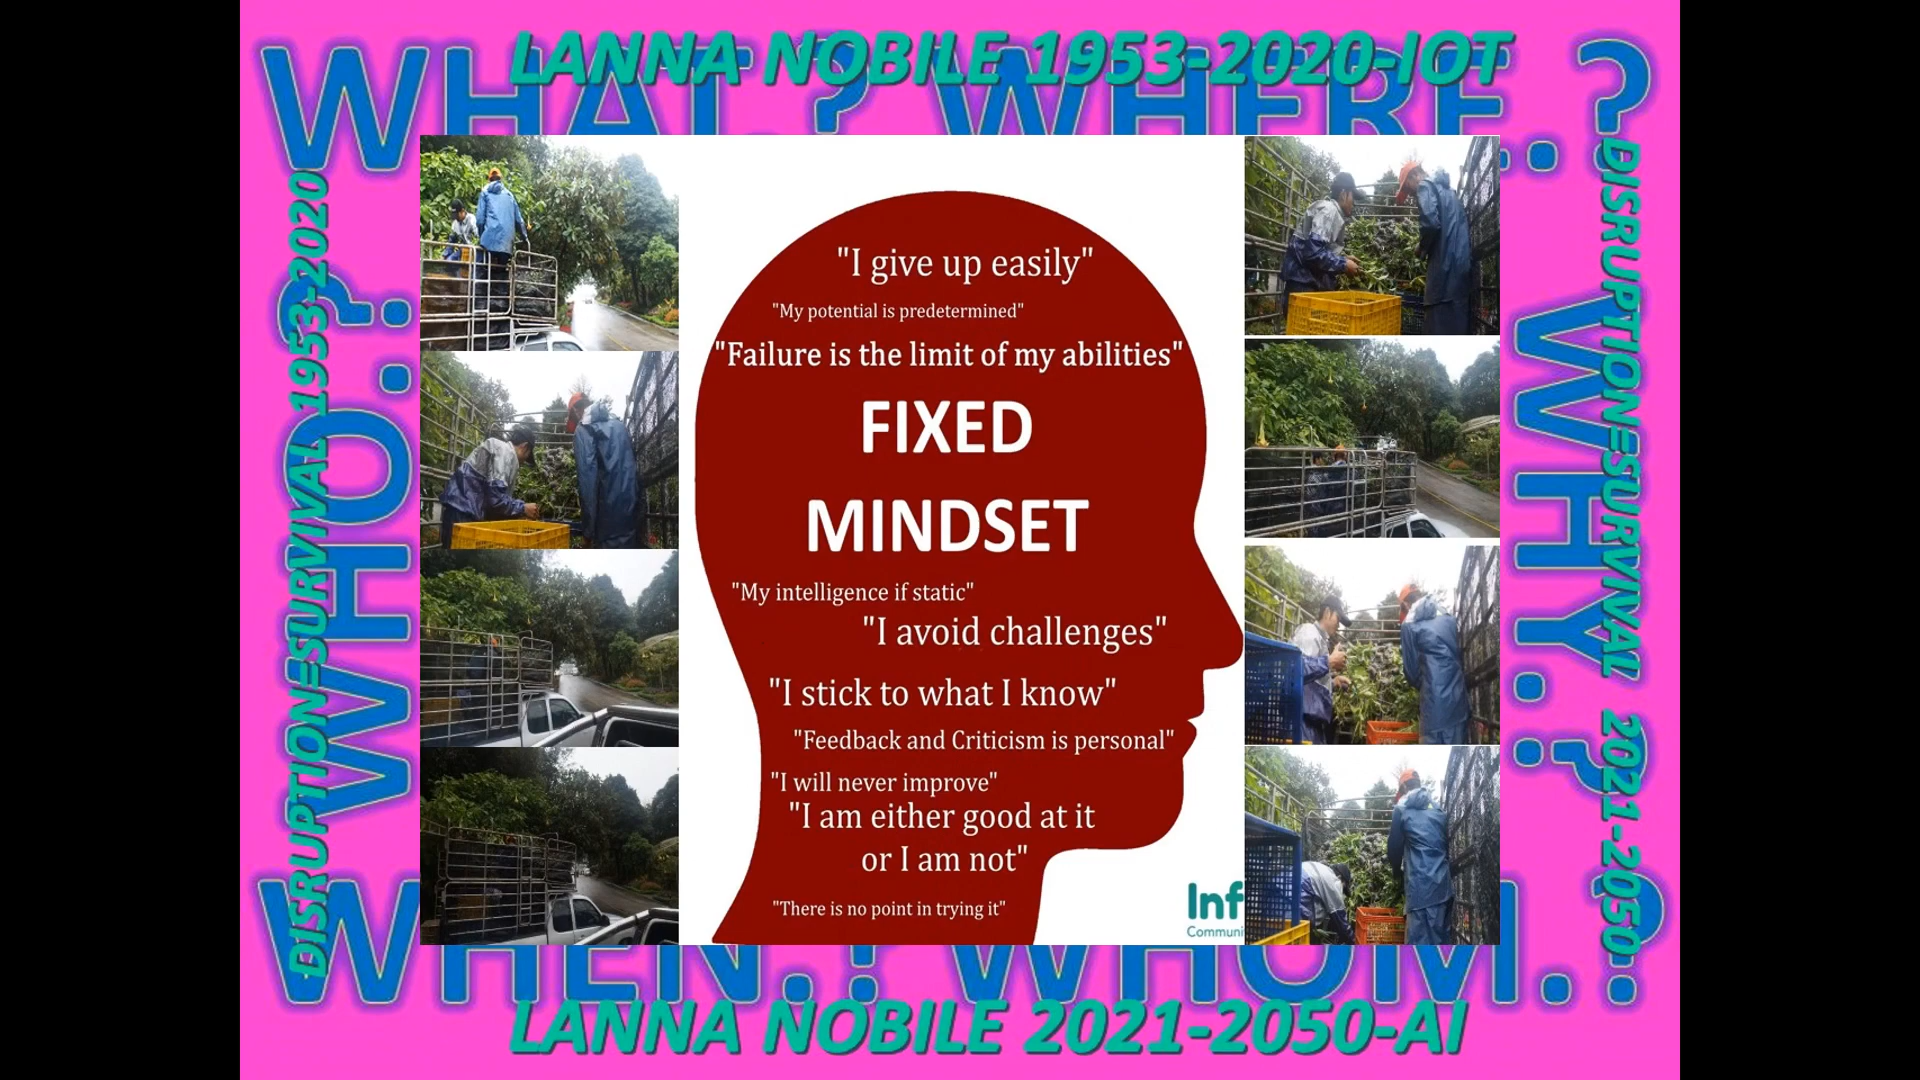 LANNA NOBILE 1953-2020-IOT
WHAT.? WHERE.?
DISRUPTION=SURVIVAL 1953-2020
WHO.?
"I give up easily"
"My potential is predetermined"
"Failure is the limit of my abilities"
FIXED
MINDSET
"My intelligence if static"
"I avoid challenges"
"I stick to what I know"
"Feedback and Criticism is personal"
"I will never improve"
"I am either good at it
or I am not"
"There is no point in trying it"
Inf
Communi
WHY.?
DISRUPTION=SURVIVAL 2021-2050
WHEN.? WHOM.?
LANNA NOBILE 2021-2050-AI